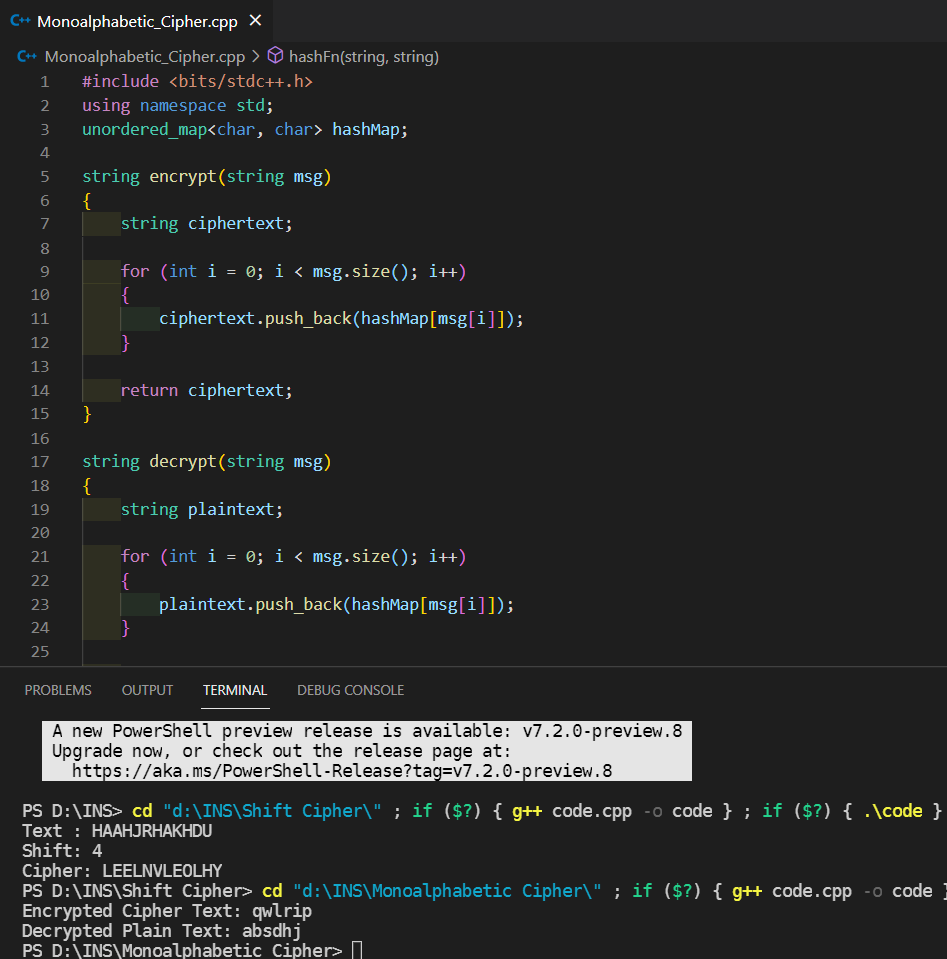 C++ Monoalphabetic_Cipher.cpp ×
C++ Monoalphabetic_Cipher.cpp > hashFn(string, string)
1 #include <bits/stdc++.h>
2 using namespace std;
3 unordered_map<char, char> hashMap;
4
5 string encrypt(string msg)
6 {
7     string ciphertext;
8
9     for (int i = 0; i < msg.size(); i++)
10     {
11         ciphertext.push_back(hashMap[msg[i]]);
12     }
13
14     return ciphertext;
15 }
16
17 string decrypt(string msg)
18 {
19     string plaintext;
20
21     for (int i = 0; i < msg.size(); i++)
22     {
23         plaintext.push_back(hashMap[msg[i]]);
24     }
25
PROBLEMS OUTPUT TERMINAL DEBUG CONSOLE
A new PowerShell preview release is available: v7.2.0-preview.8
Upgrade now, or check out the release page at:
https://aka.ms/PowerShell-Release?tag=v7.2.0-preview.8
PS D:\INS> cd "d:\INS\Shift Cipher\" ; if ($?) { g++ code.cpp -o code } ; if ($?) { .\code }
Text : HAAHJRHAKHDU
Shift: 4
Cipher: LEELNVLEOLHY
PS D:\INS\Shift Cipher> cd "d:\INS\Monoalphabetic Cipher\" ; if ($?) { g++ code.cpp -o code }
Encrypted Cipher Text: qwlrip
Decrypted Plain Text: absdhj
PS D:\INS\Monoalphabetic Cipher>